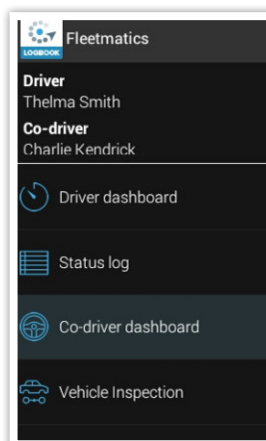 LOGBOOK
Fleetmatics
Driver
Thelma Smith
Co-driver
Charlie Kendrick
Driver dashboard
Status log
Co-driver dashboard
Vehicle Inspection